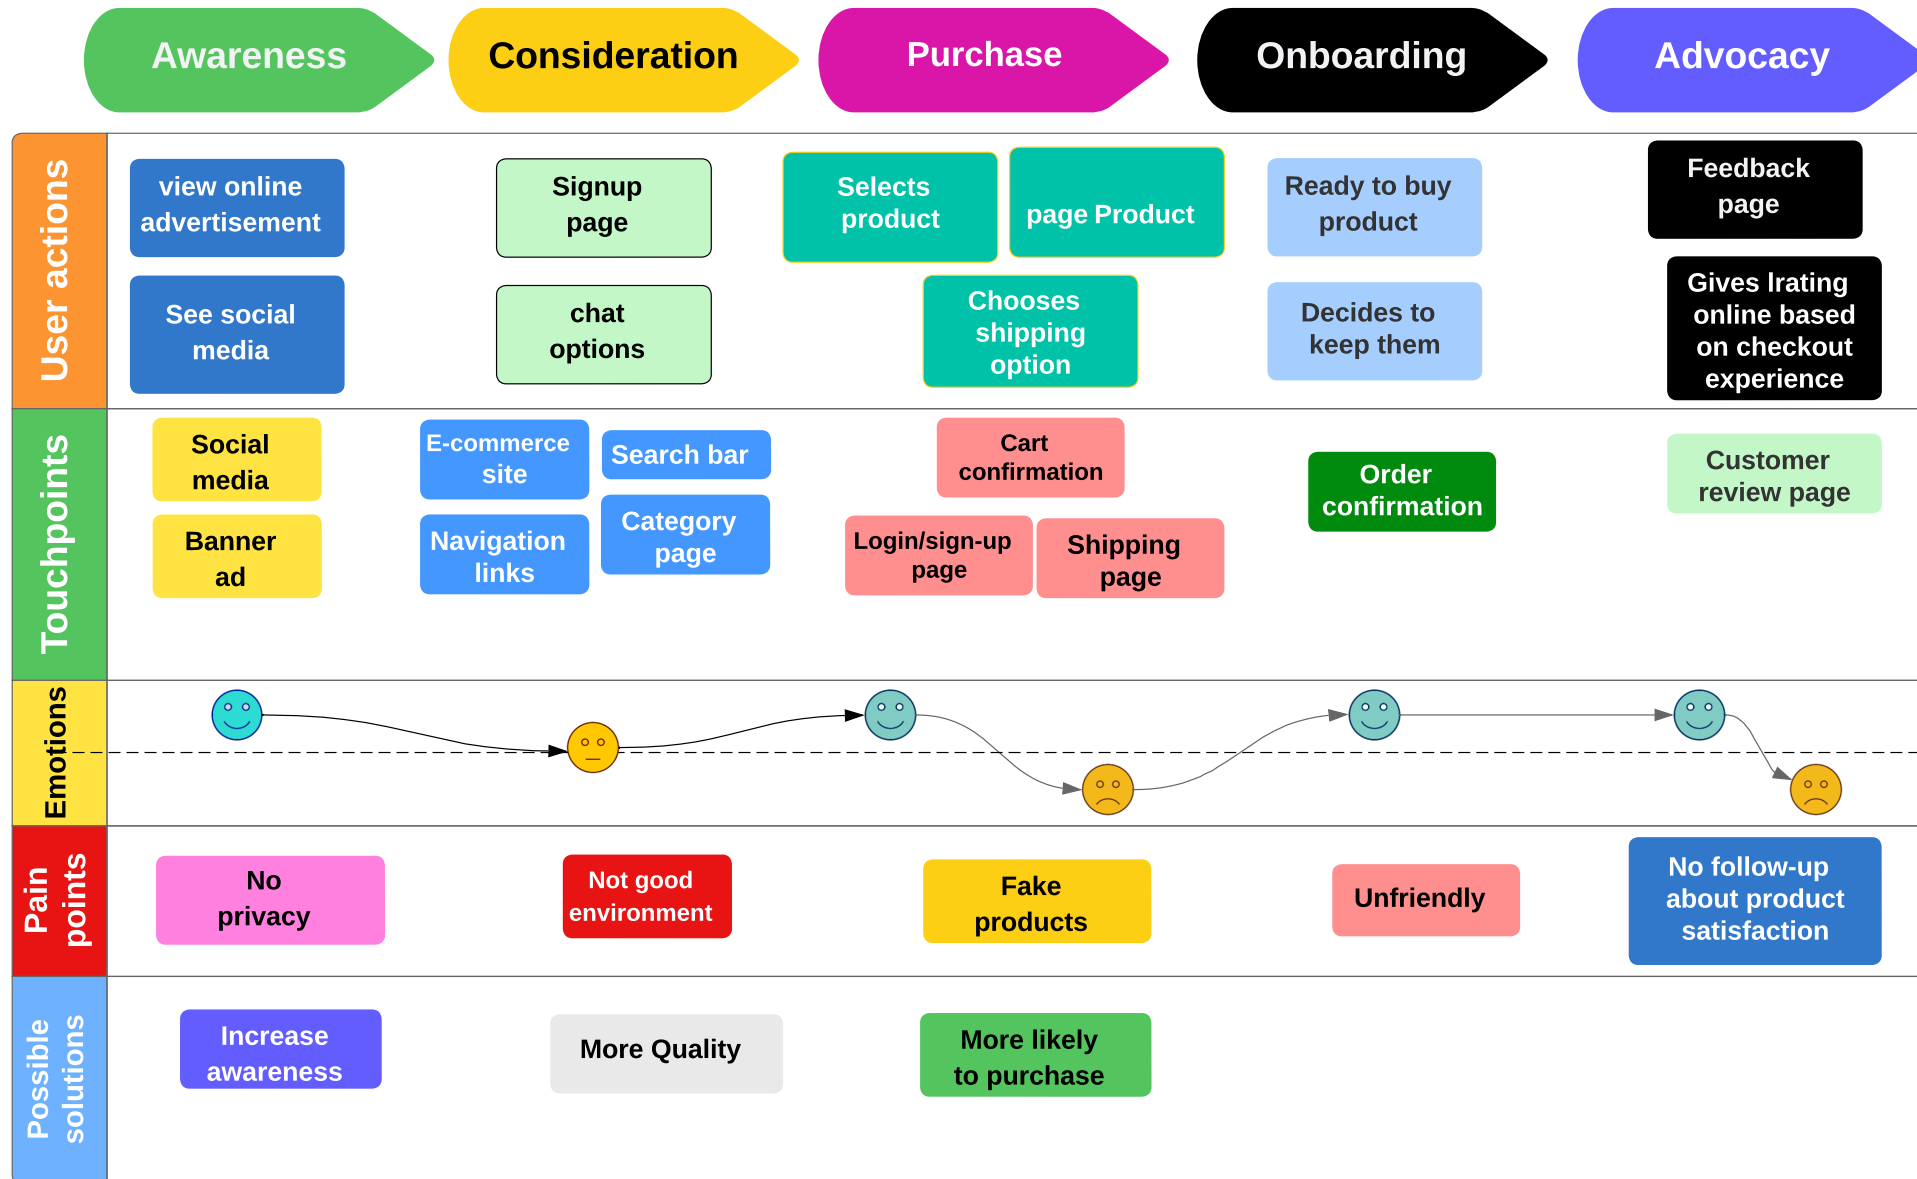 Awareness
Consideration
Purchase
Onboarding
Advocacy
User actions
view online
advertisement
See social
media
Signup
page
chat
options
Selects
product
page Product
Chooses
shipping
option
Ready to buy
product
Decides to
keep them
Feedback
page
Gives lrating
online based
on checkout
experience
Touchpoints
Social
media
Banner
ad
E-commerce
site
Search bar
Navigation
links
Category
page
Cart
confirmation
Login/sign-up
page
Shipping
page
Order
confirmation
Customer
review page
Emotions
Pain
points
No
privacy
Not good
environment
Fake
products
Unfriendly
No follow-up
about product
satisfaction
Possible
solutions
Increase
awareness
More Quality
More likely
to purchase